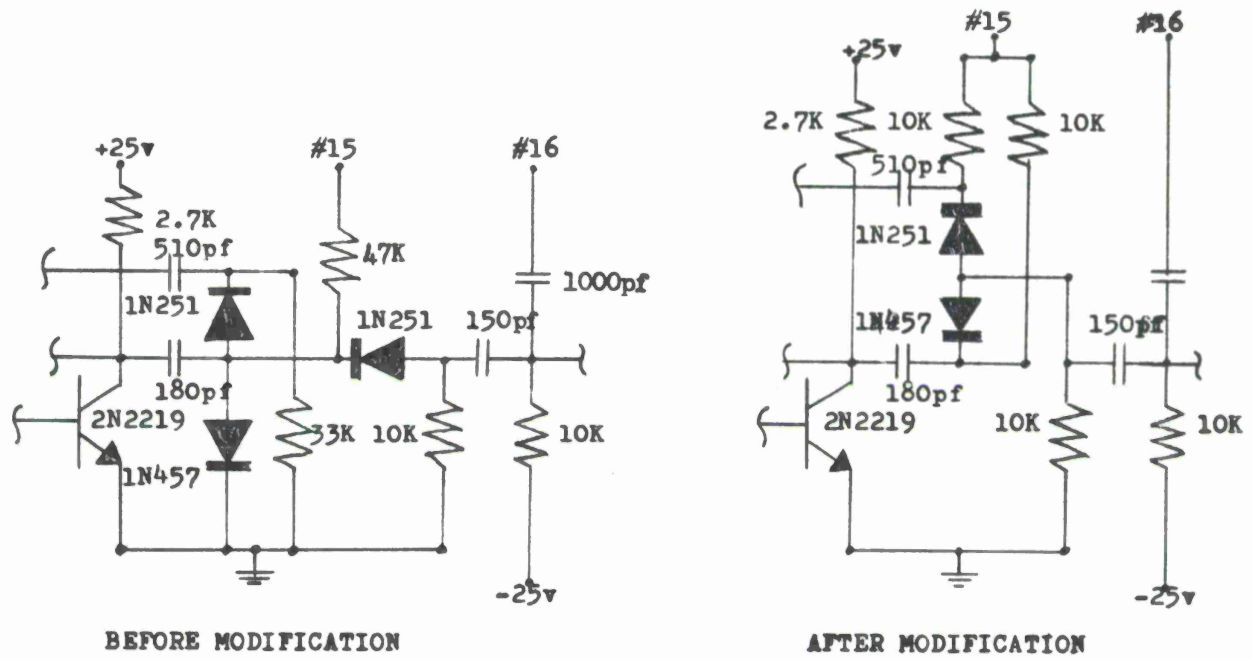 +25v
#15
#16
2.7K
510pf
47K
1000pf
1N251
1N251
150pf
180pf
2N2219
33K
10K
10K
1N457
-25v
BEFORE MODIFICATION
#15
#16
+25v
2.7K
10K
10K
510pf
1N251
1N457
150pf
180pf
2N2219
10K
10K
-25v
AFTER MODIFICATION